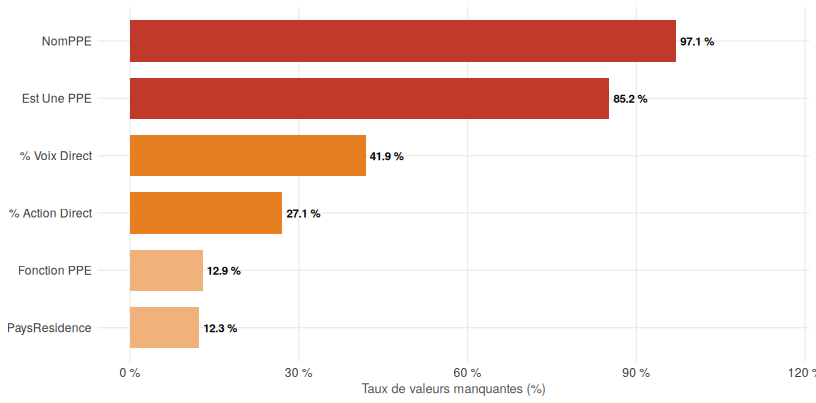 NomPPE
97.1 %
Est Une PPE
85.2 %
% Voix Direct
41.9 %
% Action Direct
27.1 %
Fonction PPE
12.9 %
PaysResidence
12.3 %
0 %
30 %
60 %
90 %
120 %
Taux de valeurs manquantes (%)